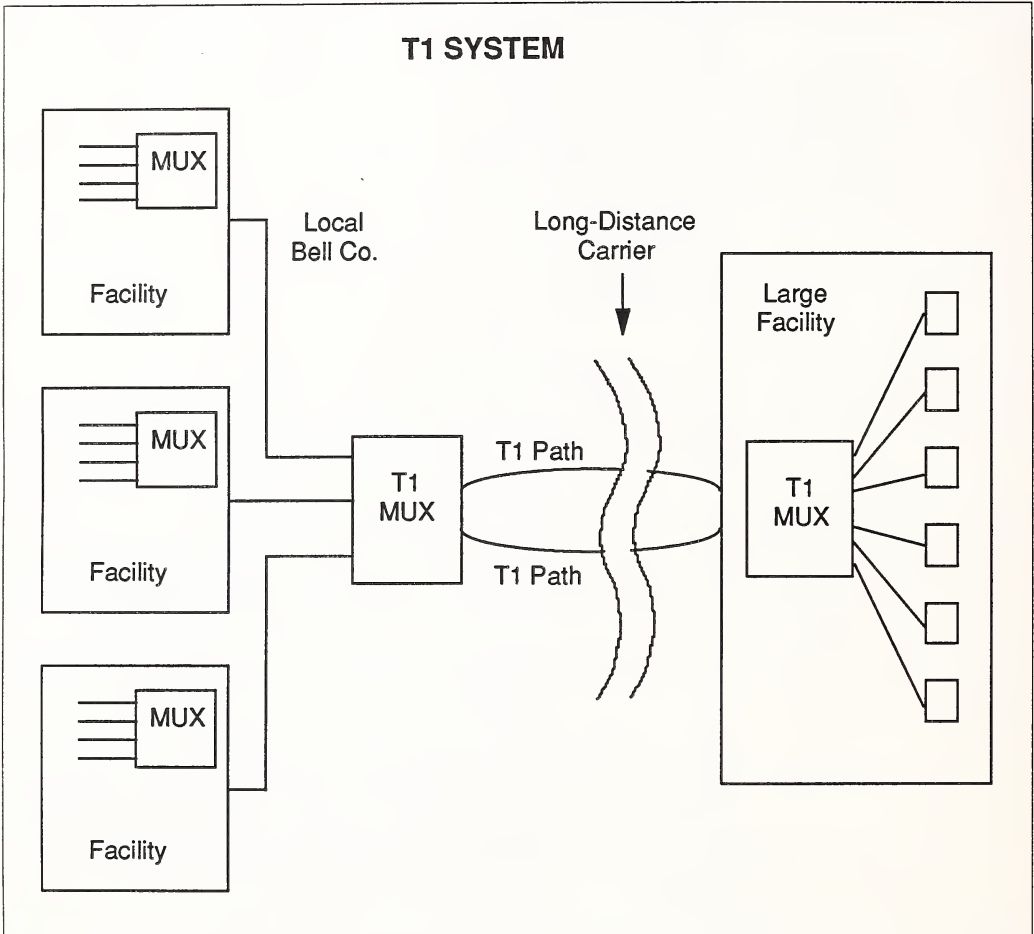 T1 SYSTEM
MUX
Facility
Local
Bell Co.
Long-Distance
Carrier
Large
Facility
MUX
Facility
T1
MUX
T1 Path
T1 Path
T1
MUX
MUX
Facility